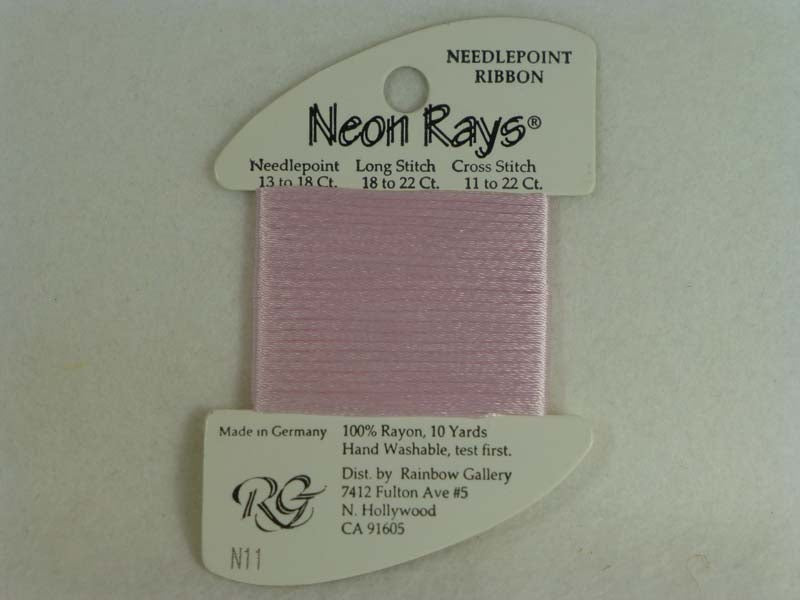 NEEDLEPOINT
RIBBON
Neon Rays®
Needlepoint Long Stitch Cross Stitch
13 to 18 Ct. 18 to 22 Ct. 11 to 22 Ct.
Made in Germany
100% Rayon, 10 Yards
Hand Washable, test first.
Dist. by Rainbow Gallery
7412 Fulton Ave #5
N. Hollywood
CA 91605
RG
N11